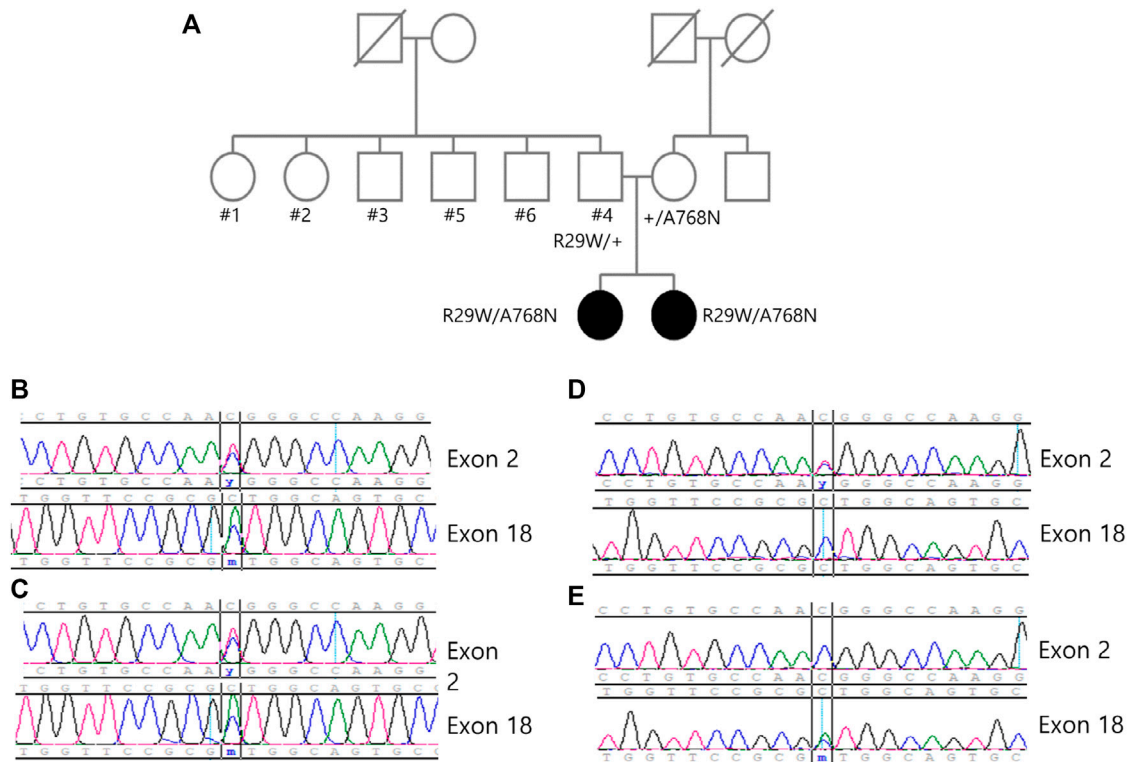 A
#1 #2 #3 #5 #6 #4 +/A768N
R29W/+
R29W/A768N R29W/A768N
B
C T G T G C C A A C G G G C C A A G G
Exon 2
C T G T G C C A A y G G G C C A A G G
T G G T T C C G C G C T G G C A G T G C
Exon 18
T G G T T C C G C G m T G G C A G T G C
C
C T G T G C C A A C G G G C C A A G G
Exon
C T G T G C C A A y G G G C C A A G G
2
T G G T T C C G C G C T G G C A G T G C
Exon 18
T G G T T C C G C G m T G G C A G T G C
D
C C T G T G C C A A C G G G C C A A G G
Exon 2
C C T G T G C C A A y G G G C C A A G G
T G G T T C C G C G C T G G C A G T G C
Exon 18
T G G T T C C G C G C T G G C A G T G C
E
C C T G T G C C A A C G G G C C A A G G
Exon 2
C C T G T G C C A A C G G G C C A A G G
T G G T T C C G C G C T G G C A G T G C
Exon 18
T G G T T C C G C G m T G G C A G T G C